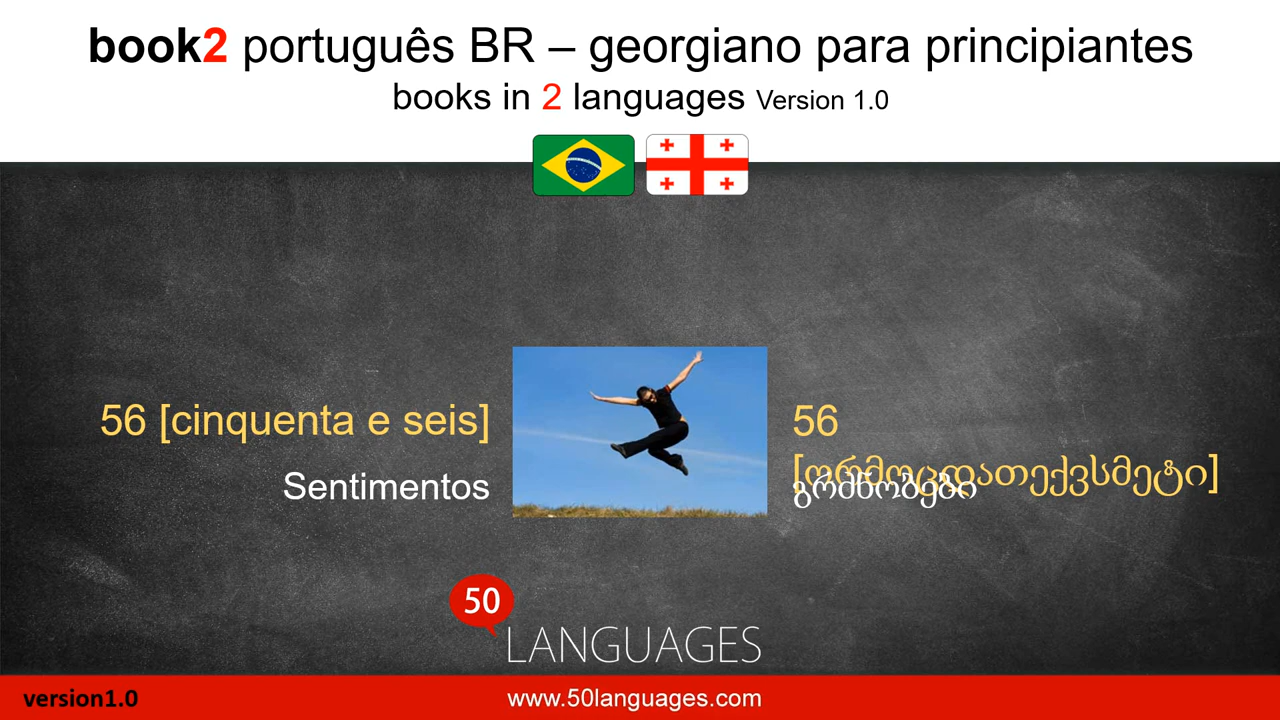 book2 português BR – georgiano para principiantes
books in 2 languages Version 1.0
56 [cinquenta e seis]
Sentimentos
56
[ორმოცდათექვსმეტი]
გრძნობები
50
LANGUAGES
version1.0
www.50languages.com